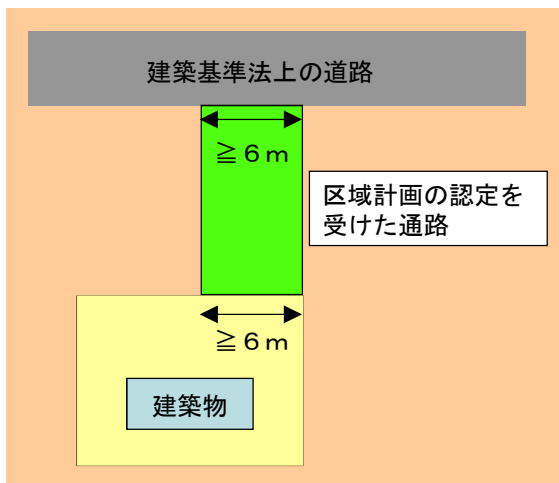 建築基準法上の道路
≧６ｍ
区域計画の認定を
受けた通路
≧６ｍ
建築物